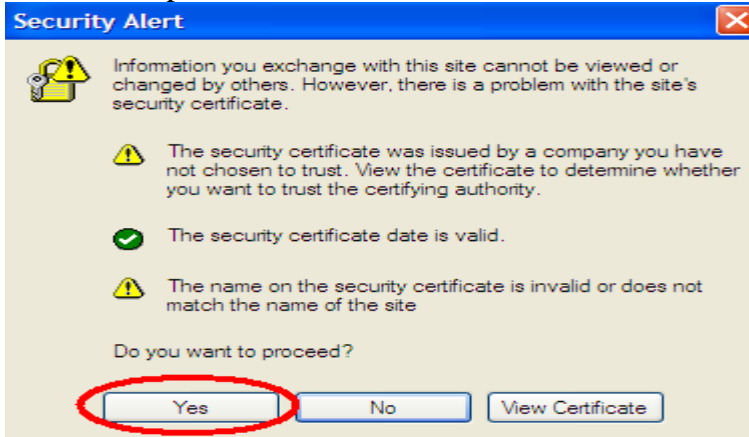 Security Alert
Information you exchange with this site cannot be viewed or
changed by others. However, there is a problem with the site's
security certificate.
The security certificate was issued by a company you have
not chosen to trust. View the certificate to determine whether
you want to trust the certifying authority.
The security certificate date is valid.
The name on the security certificate is invalid or does not
match the name of the site
Do you want to proceed?
Yes No View Certificate